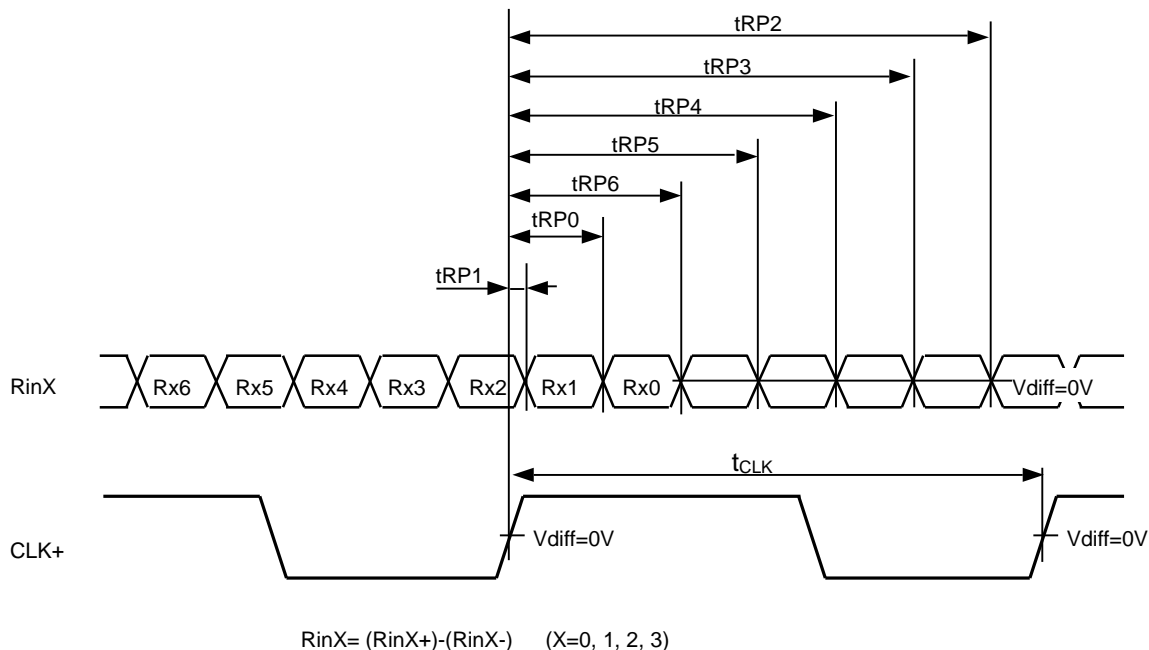 tRP2
tRP3
tRP4
tRP5
tRP6
tRP0
tRP1
RinX Rx6 Rx5 Rx4 Rx3 Rx2 Rx1 Rx0 Vdiff=0V
tCLK
CLK+ Vdiff=0V Vdiff=0V
RinX= (RinX+)-(RinX-) (X=0, 1, 2, 3)